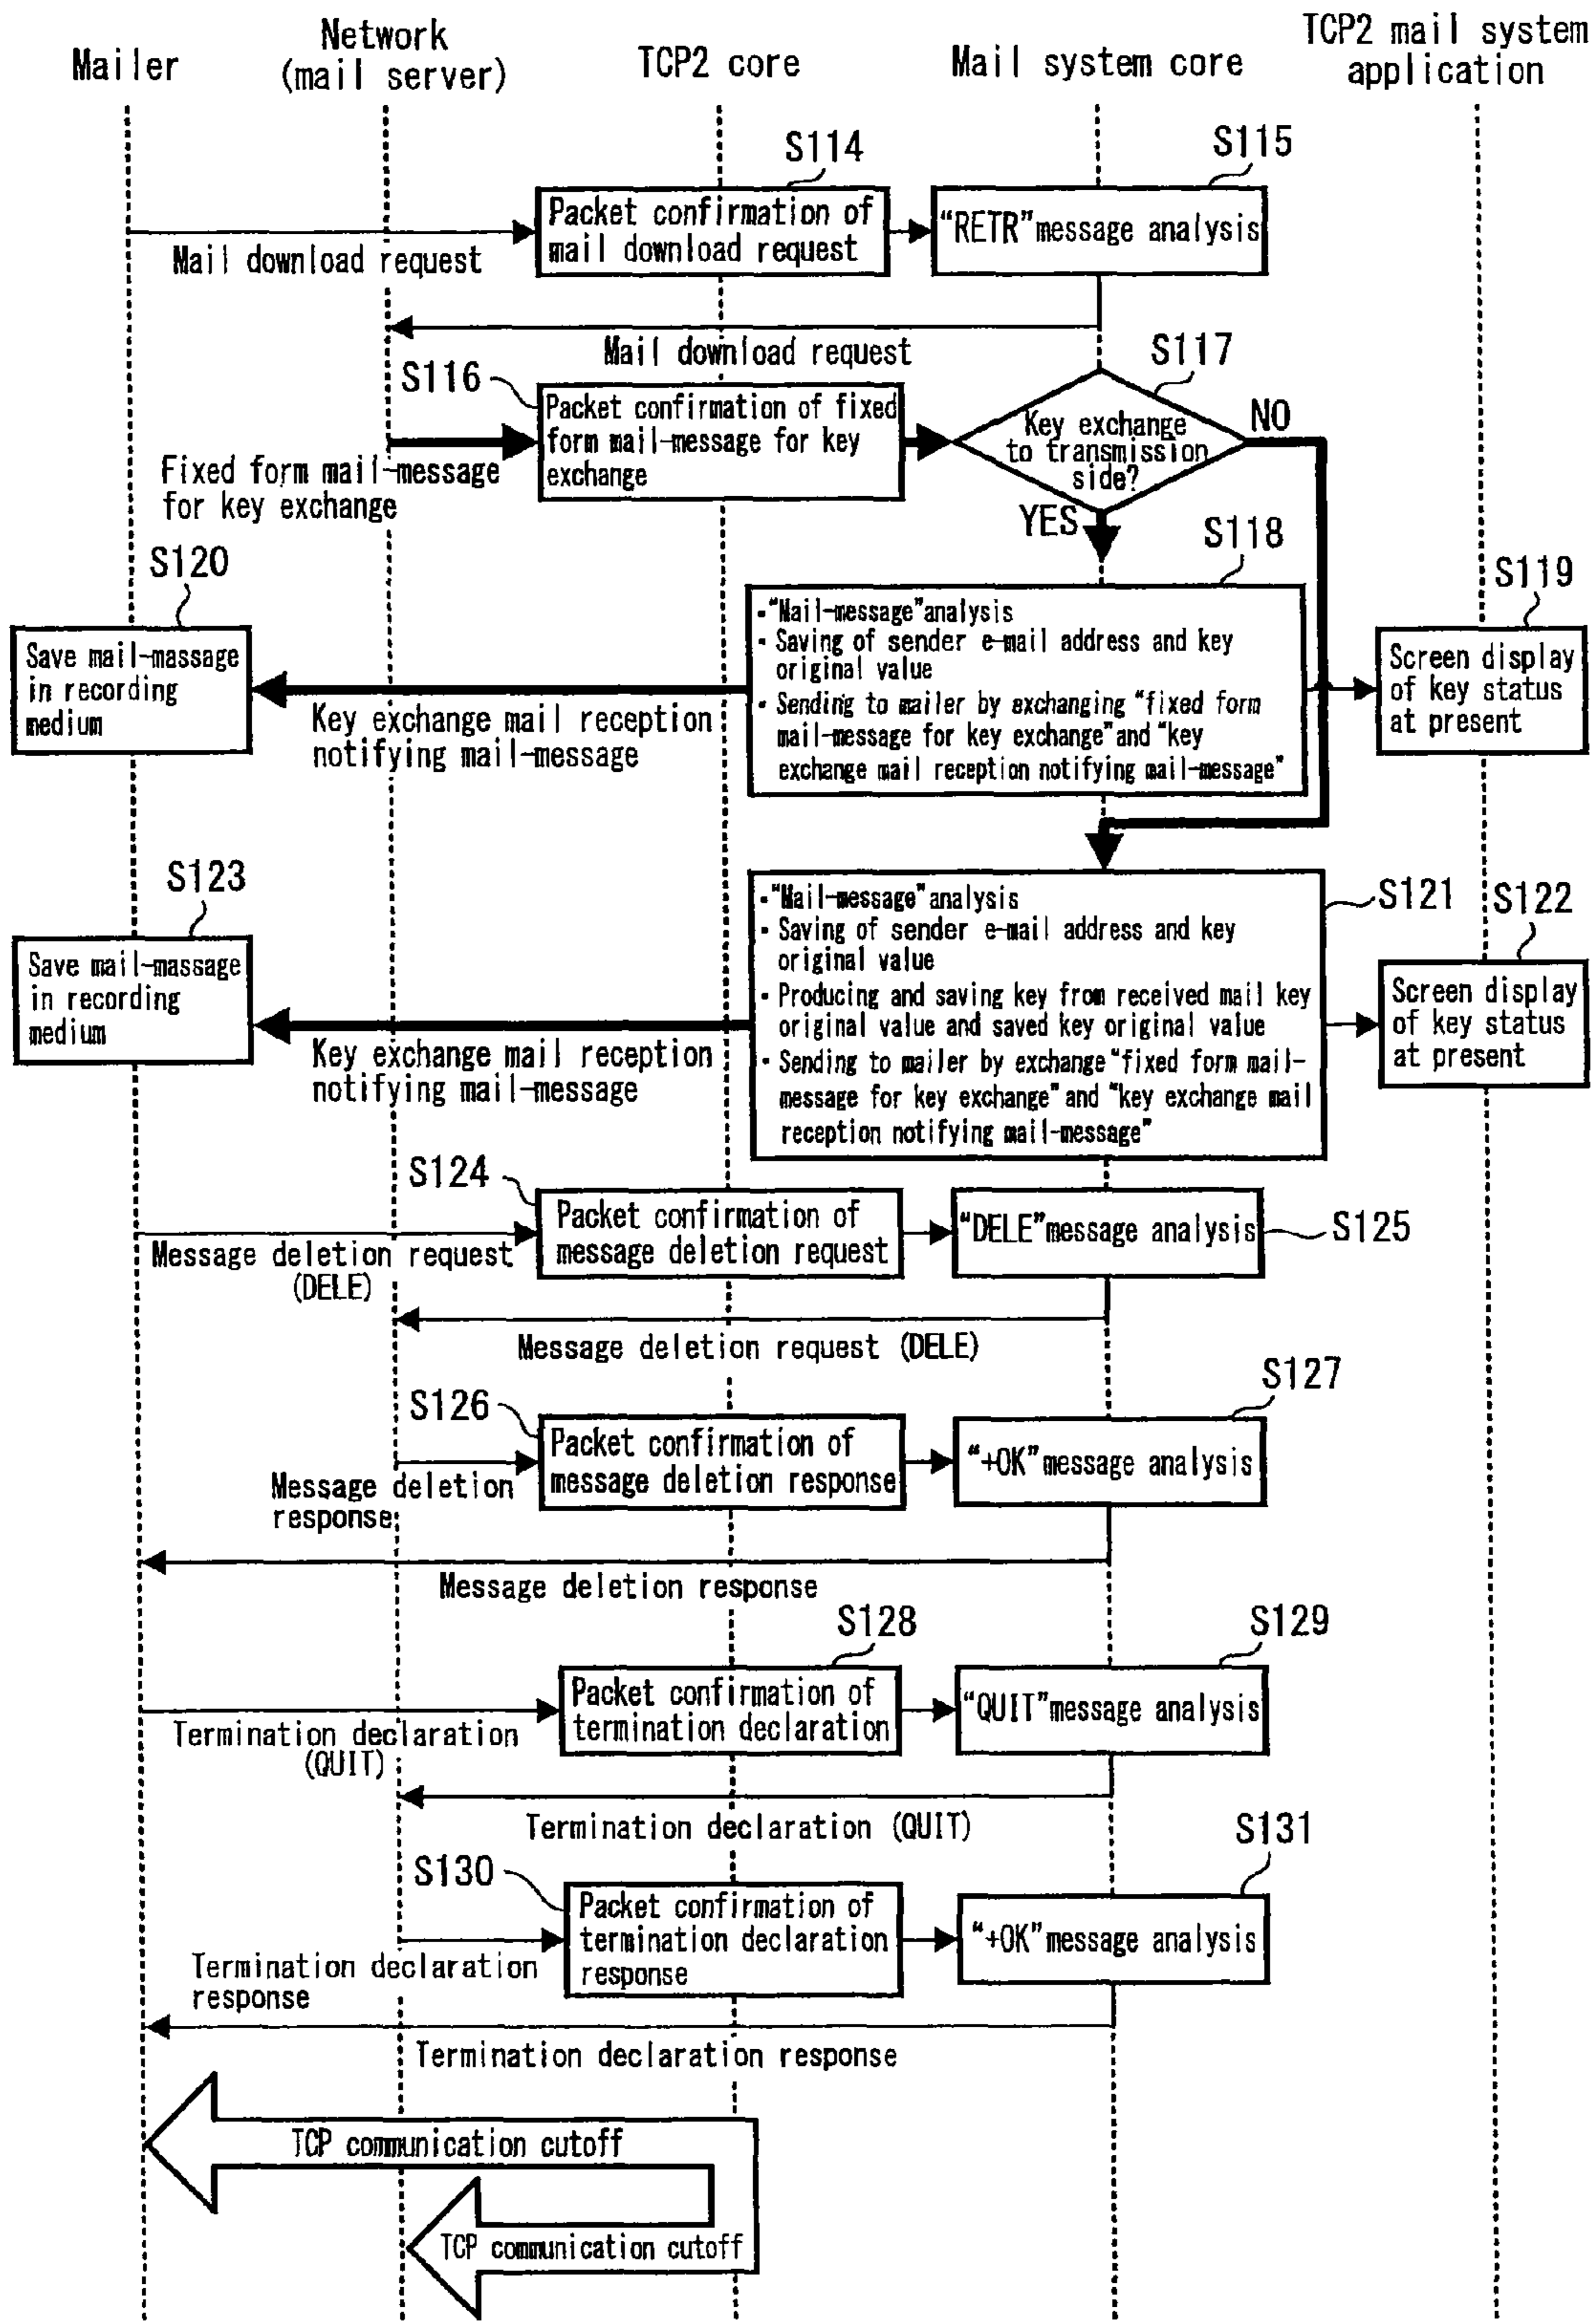 Mailer
Network
(mail server)
TCP2 core
Mail system core
TCP2 mail system
application
S114
S115
Packet confirmation of
mail download request
“RETR”message analysis
Mail download request
Mail download request
S116
S117
Packet confirmation of fixed
form mail-message for key
exchange
Key exchange
to transmission
side?
NO
YES
Fixed form mail-message
for key exchange
S118
S120
S119
Save mail-massage
in recording
medium
Key exchange mail reception
notifying mail-message
-“Mail-message”analysis
- Saving of sender e-mail address and key
original value
- Sending to mailer by exchanging “fixed form
mail-message for key exchange”and “key
exchange mail reception notifying mail-message”
Screen display
of key status
at present
S123
S121
S122
Save mail-massage
in recording
medium
Key exchange mail reception
notifying mail-message
-“Mail-message”analysis
- Saving of sender e-mail address and key
original value
- Producing and saving key from received mail key
original value and saved key original value
- Sending to mailer by exchange “fixed form mail-
message for key exchange” and “key exchange mail
reception notifying mail-message”
Screen display
of key status
at present
S124
Packet confirmation of
message deletion request
“DELE”message analysis
S125
Message deletion request
(DELE)
Message deletion request (DELE)
S126
S127
Packet confirmation of
message deletion response
“+OK”message analysis
Message deletion
response
Message deletion response
S128
S129
Packet confirmation of
termination declaration
“QUIT”message analysis
Termination declaration
(QUIT)
Termination declaration (QUIT)
S130
S131
Packet confirmation of
termination declaration
response
“+OK”message analysis
Termination declaration
response
Termination declaration response
TCP communication cutoff
TCP communication cutoff